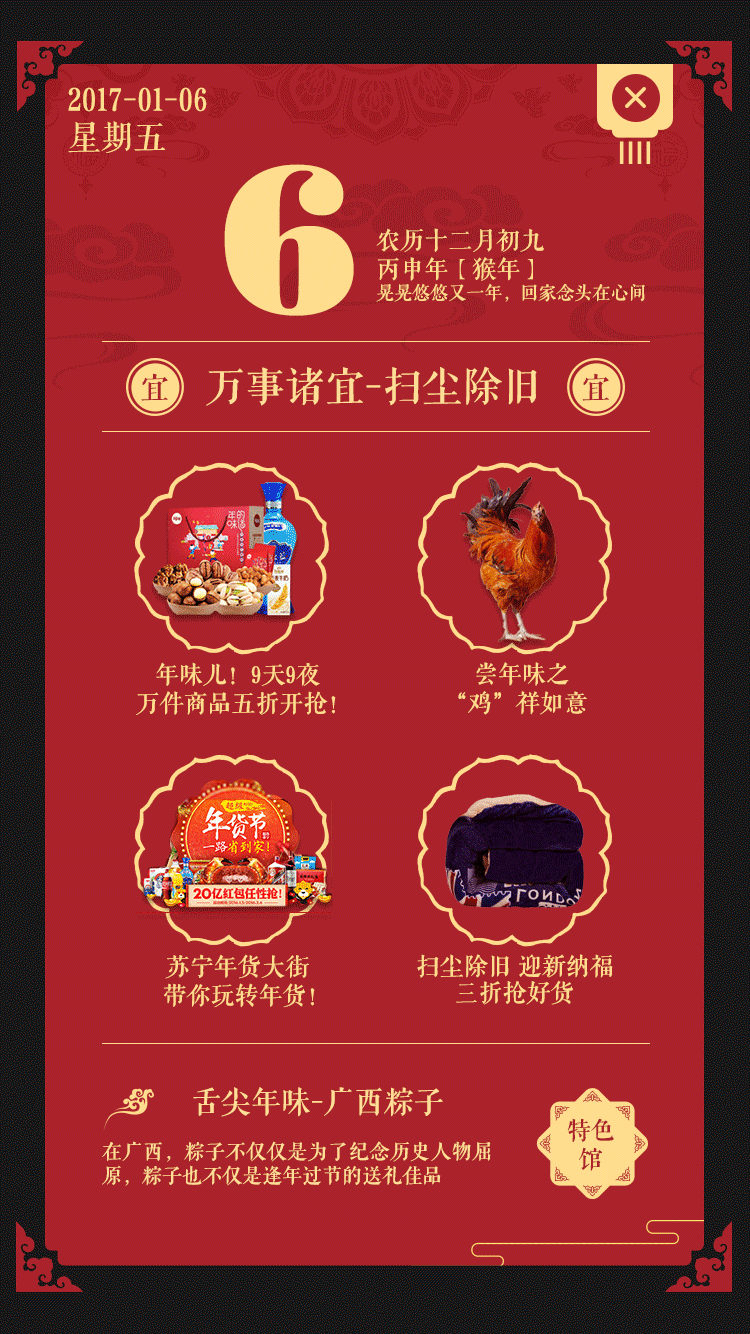 2017-01-06
星期五
6
农历十二月初九
丙申年 [ 猴年 ]
晃晃悠悠又一年，回家念头在心间
宜 万事诸宜-扫尘除旧 宜
年的
味道
年味儿！9天9夜
万件商品五折开抢！
尝年味之
“鸡”祥如意
超级
年货节
一路省到家！
20亿红包任性抢！
LONDON
苏宁年货大街
带你玩转年货！
扫尘除旧 迎新纳福
三折抢好货
舌尖年味-广西粽子
在广西，粽子不仅仅是为了纪念历史人物屈
原，粽子也不仅是逢年过节的送礼佳品
特色
馆